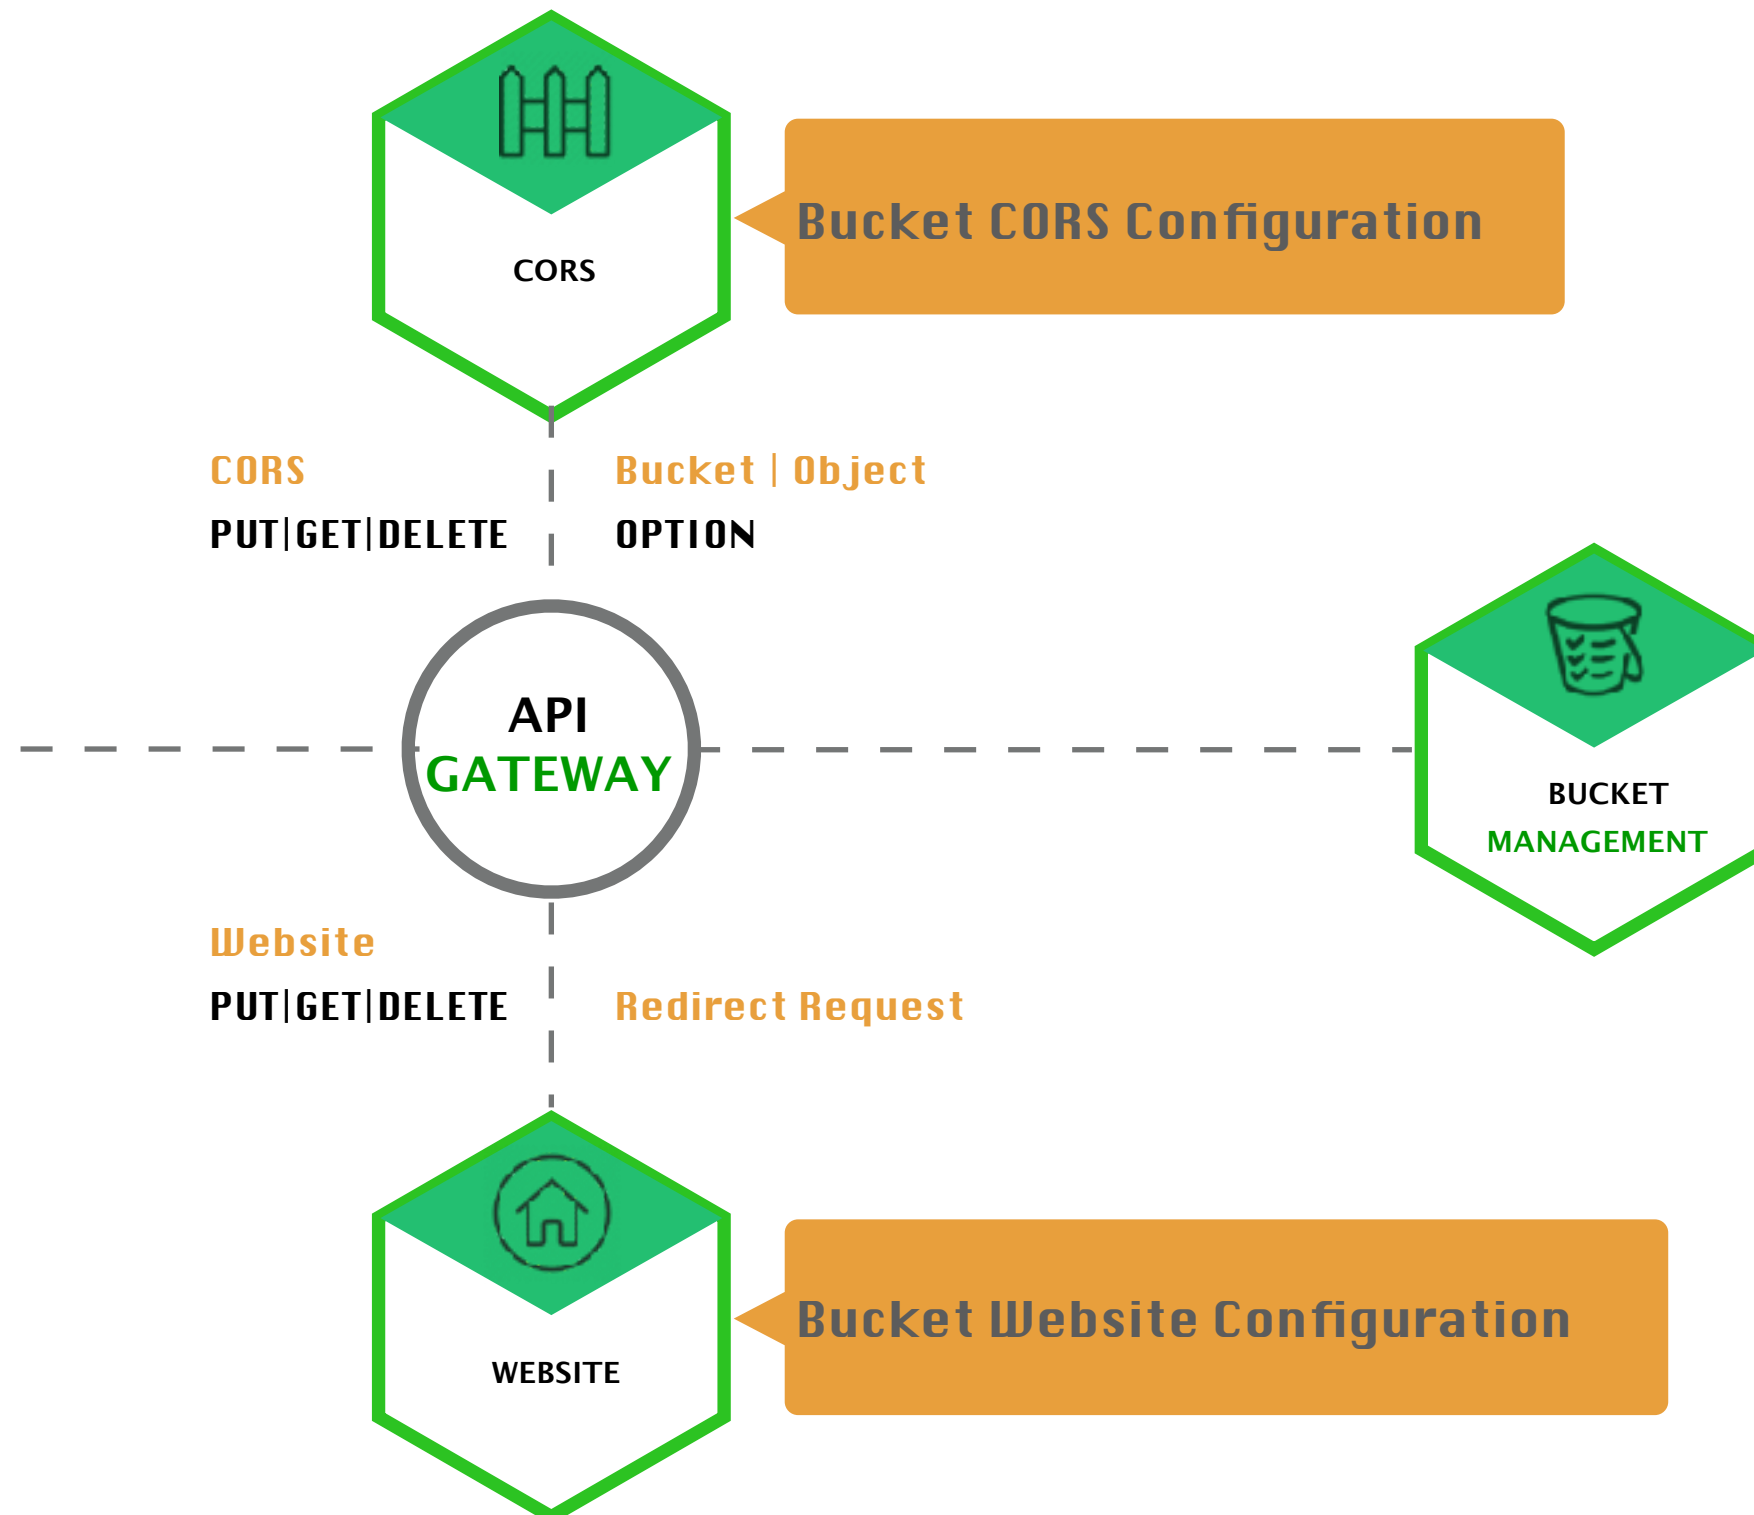 CORS
Bucket CORS Configuration
CORS
PUT|GET|DELETE
Bucket | Object
OPTION
API
GATEWAY
BUCKET
MANAGEMENT
Website
PUT|GET|DELETE
Redirect Request
WEBSITE
Bucket Website Configuration